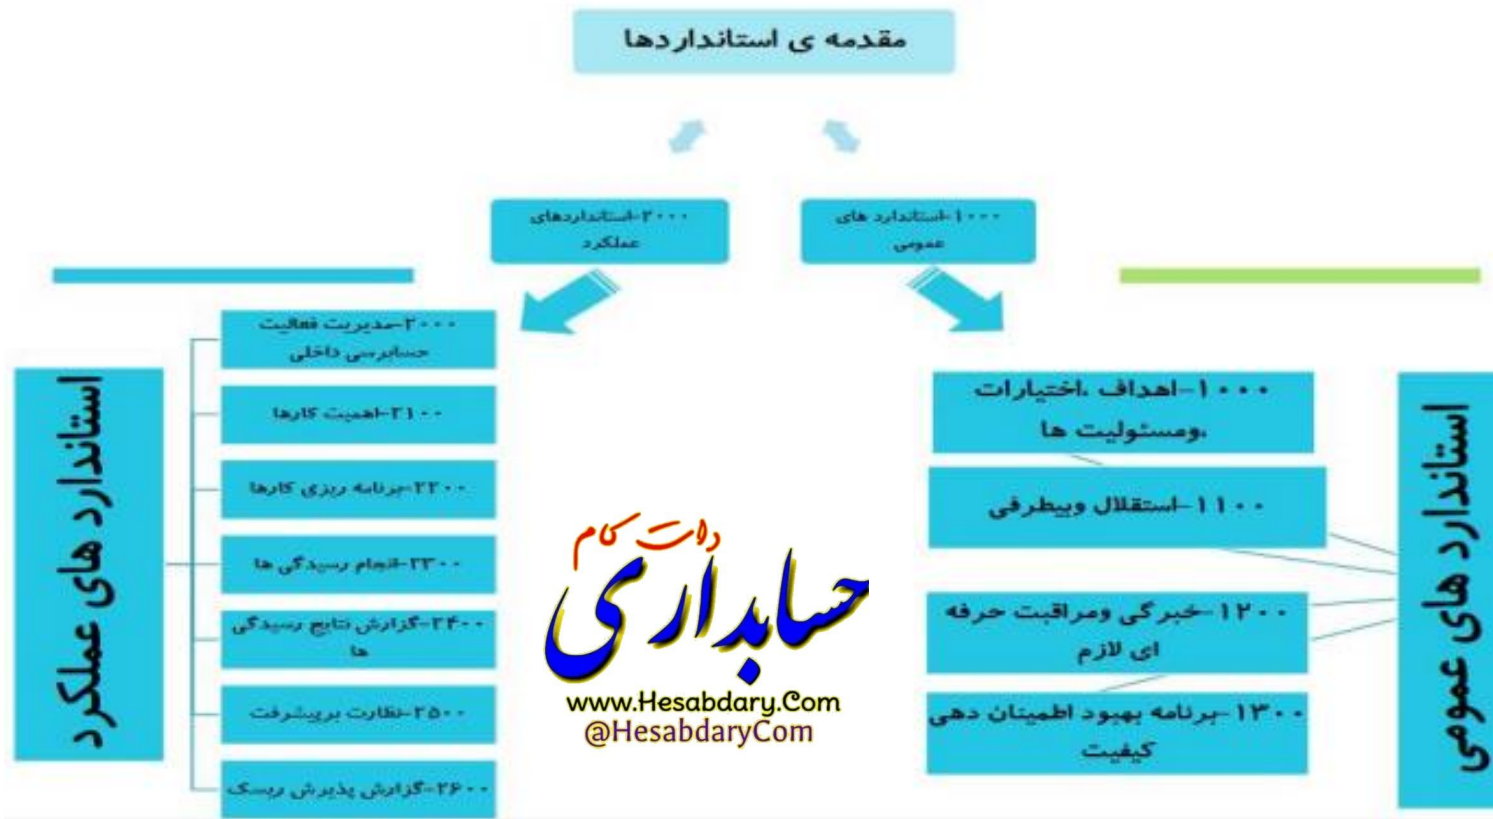 مقدمه ی استانداردها
۱۰۰۰-استاندارد های
عمومی
۲۰۰۰-استانداردهای
عملکرد
استاندارد های عمومی
۱۰۰۰-اهداف ،اختیارات
،ومسئولیت ها
۱۱۰۰-استقلال وبیطرفی
۱۲۰۰-خبرگی ومراقبت حرفه
ای لازم
۱۳۰۰-برنامه بهبود اطمینان دهی
کیفیت
استاندارد های عملکرد
۲۰۰۰-مدیریت فعالیت
حسابرسی داخلی
۲۱۰۰-اهمیت کارها
۲۲۰۰-برنامه ریزی کارها
۲۳۰۰-انجام رسیدگی ها
۲۴۰۰-گزارش نتایج رسیدگی
ها
۲۵۰۰-نظارت برپیشرفت
۲۶۰۰-گزارش پذیرش ریسک
دات کام
حسابداری
www.Hesabdary.Com
@HesabdaryCom